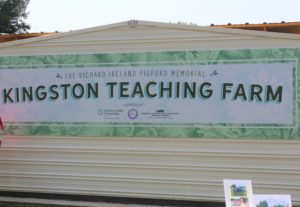 THE RICHARD IRELAND PIGFORD MEMORIAL
KINGSTON TEACHING FARM